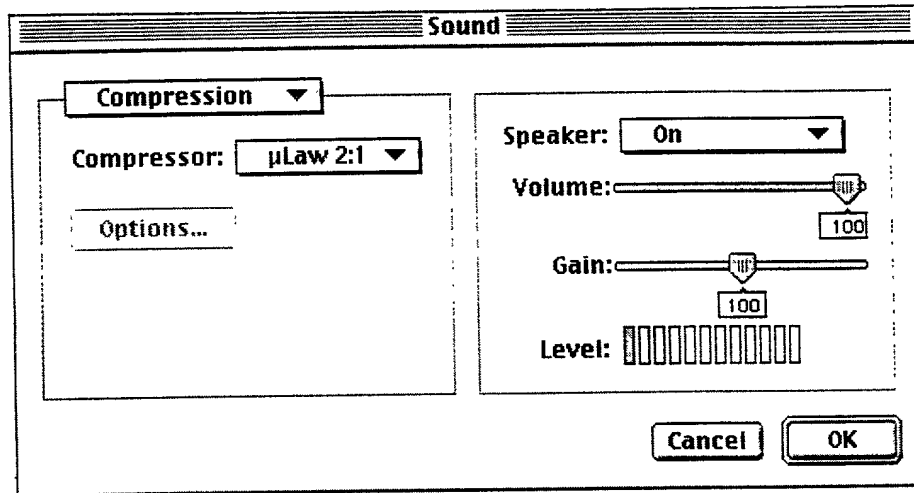 Sound
Compression
Compressor: µLaw 2:1
Options...
Speaker: On
Volume:
100
Gain:
100
Level:
Cancel
OK